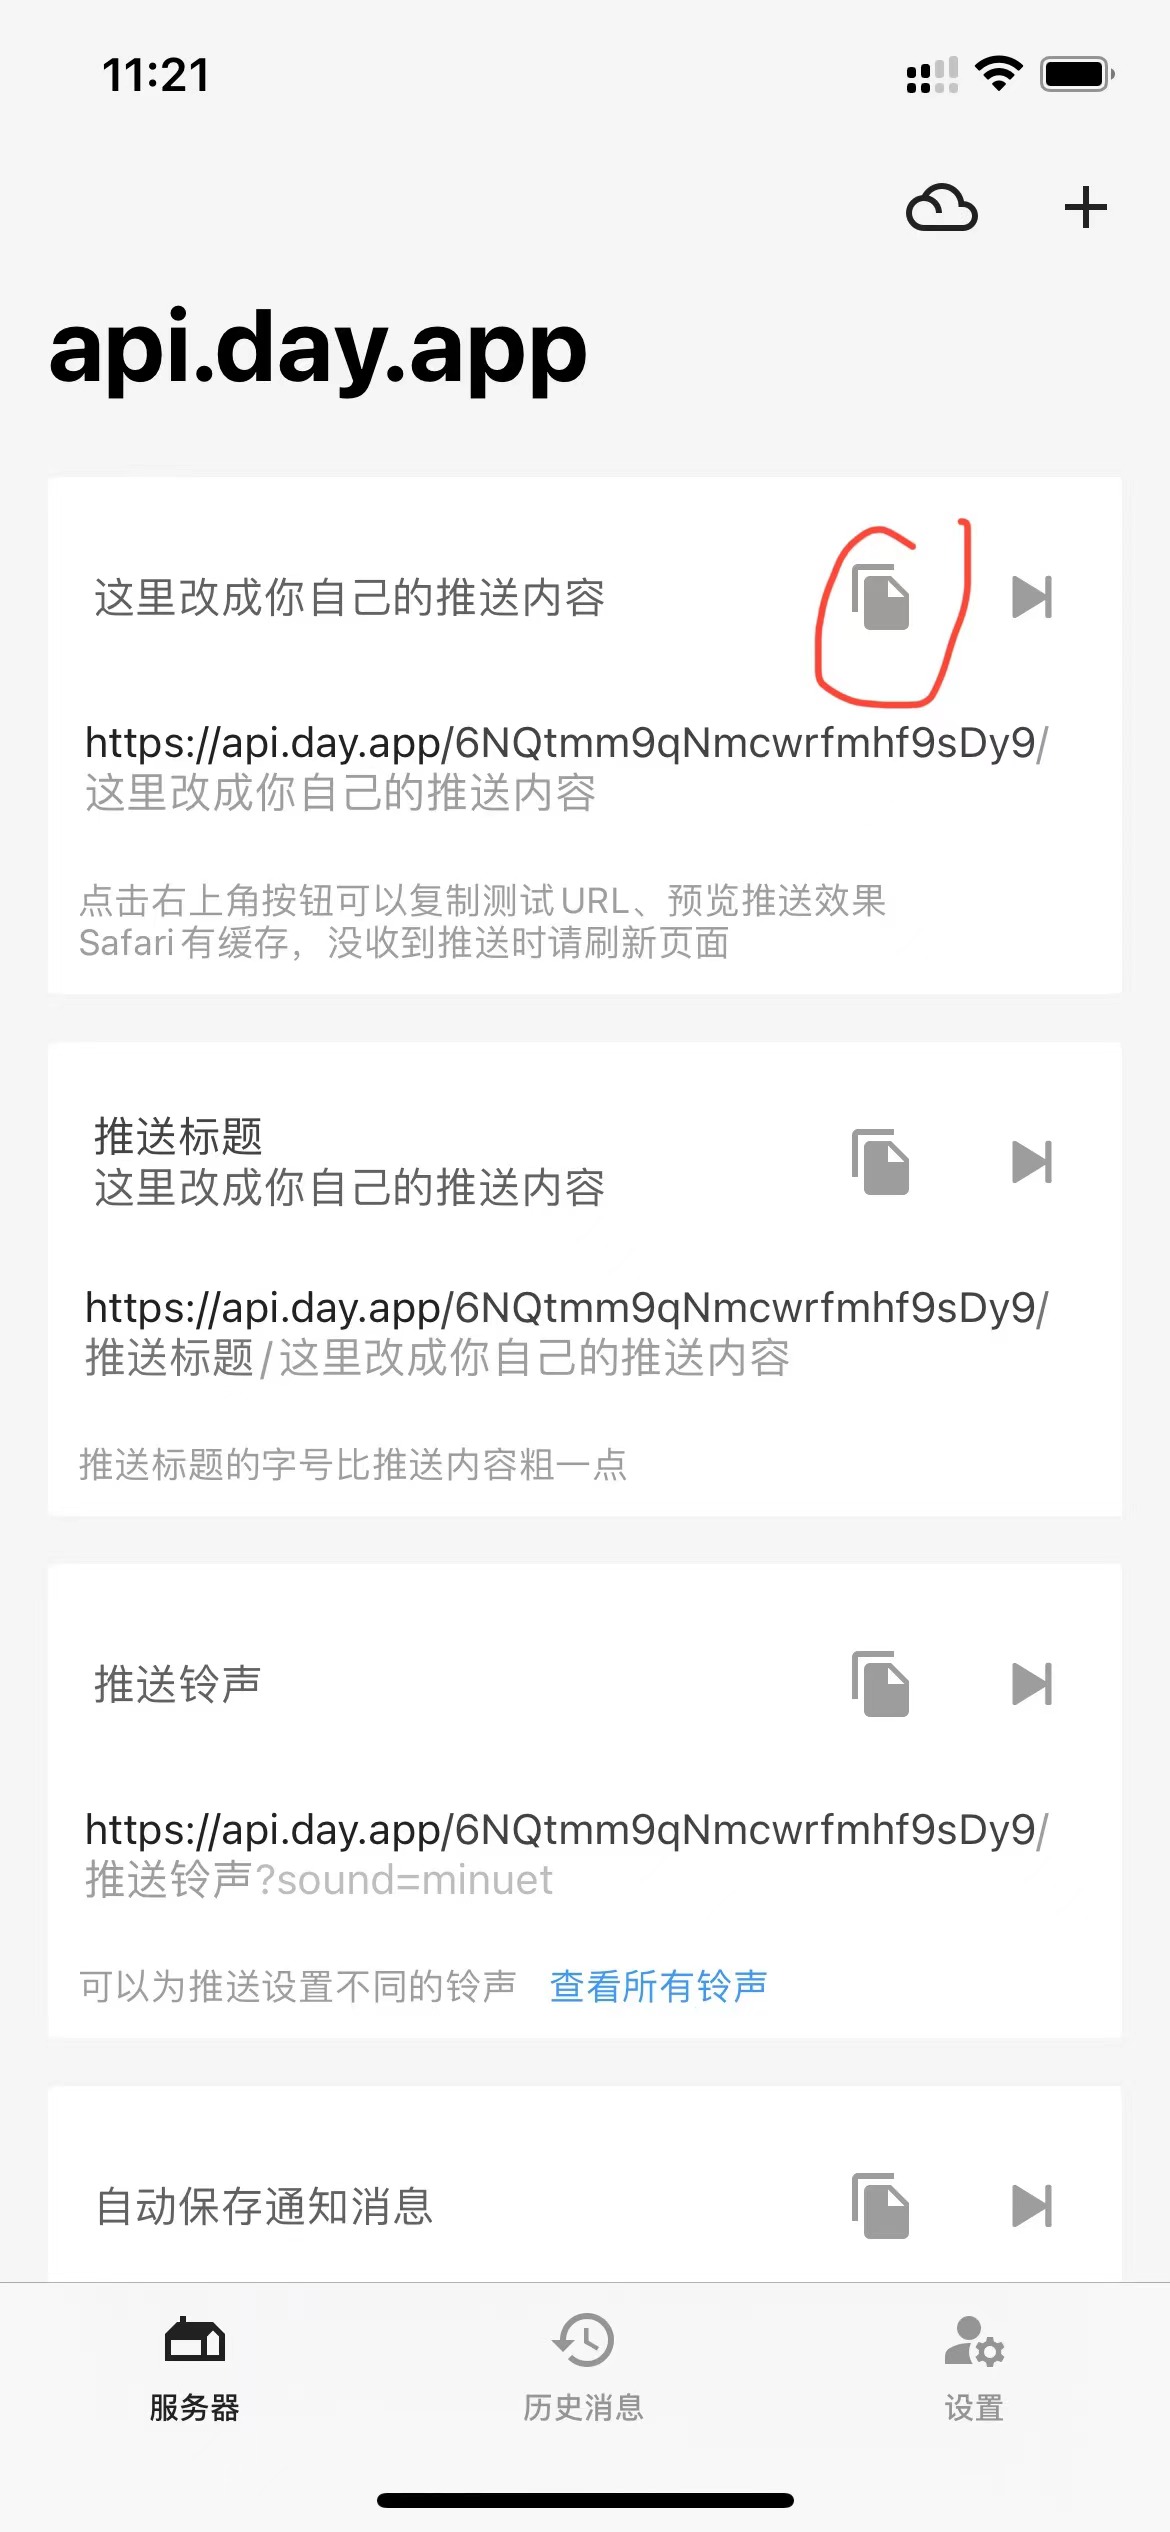 11:21
api.day.app
这里改成你自己的推送内容
https://api.day.app/6NQtmm9qNmcwrfmhf9sDy9/
这里改成你自己的推送内容
点击右上角按钮可以复制测试URL、预览推送效果
Safari有缓存，没收到推送时请刷新页面
推送标题
这里改成你自己的推送内容
https://api.day.app/6NQtmm9qNmcwrfmhf9sDy9/
推送标题/这里改成你自己的推送内容
推送标题的字号比推送内容粗一点
推送铃声
https://api.day.app/6NQtmm9qNmcwrfmhf9sDy9/
推送铃声?sound=minuet
可以为推送设置不同的铃声 查看所有铃声
自动保存通知消息
服务器 历史消息 设置